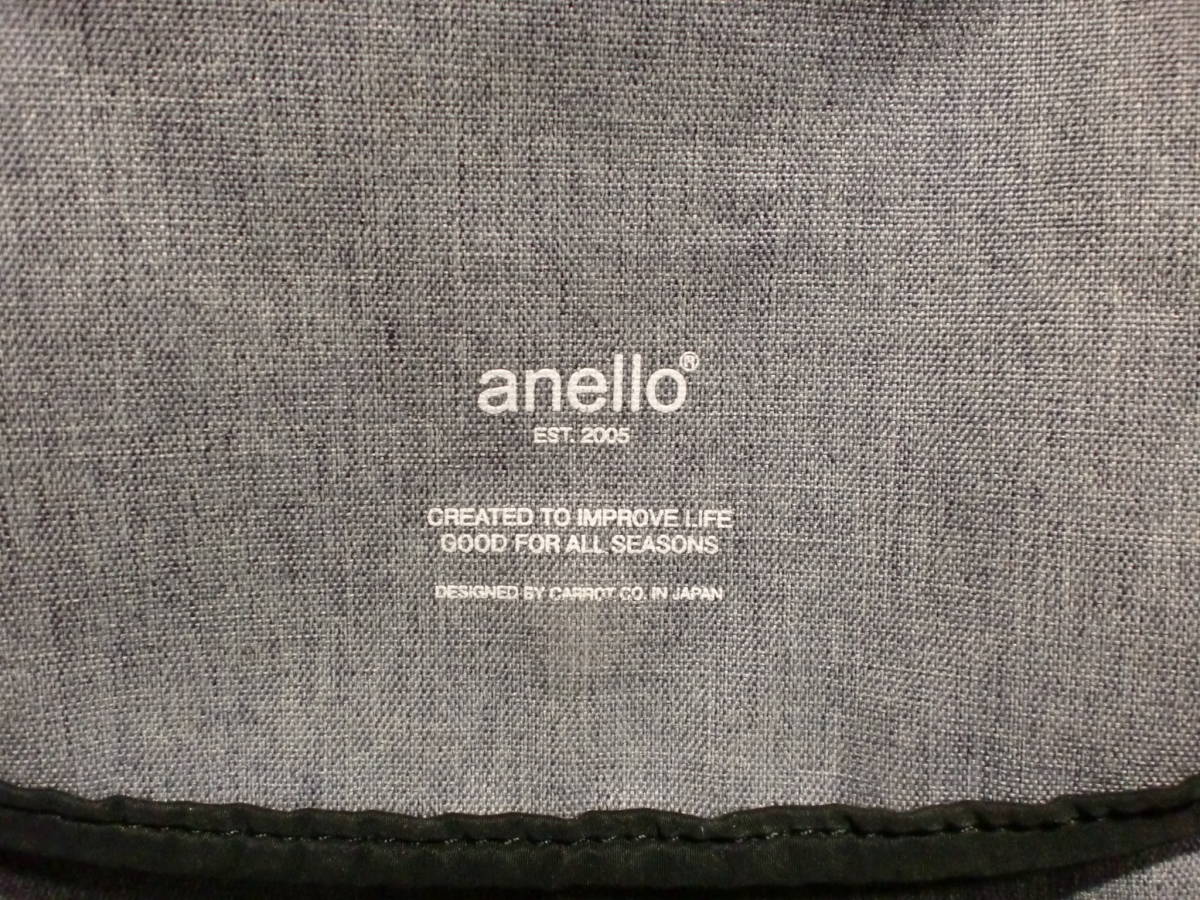 anello®
EST. 2005
CREATED TO IMPROVE LIFE
GOOD FOR ALL SEASONS
DESIGNED BY CARROT CO. IN JAPAN